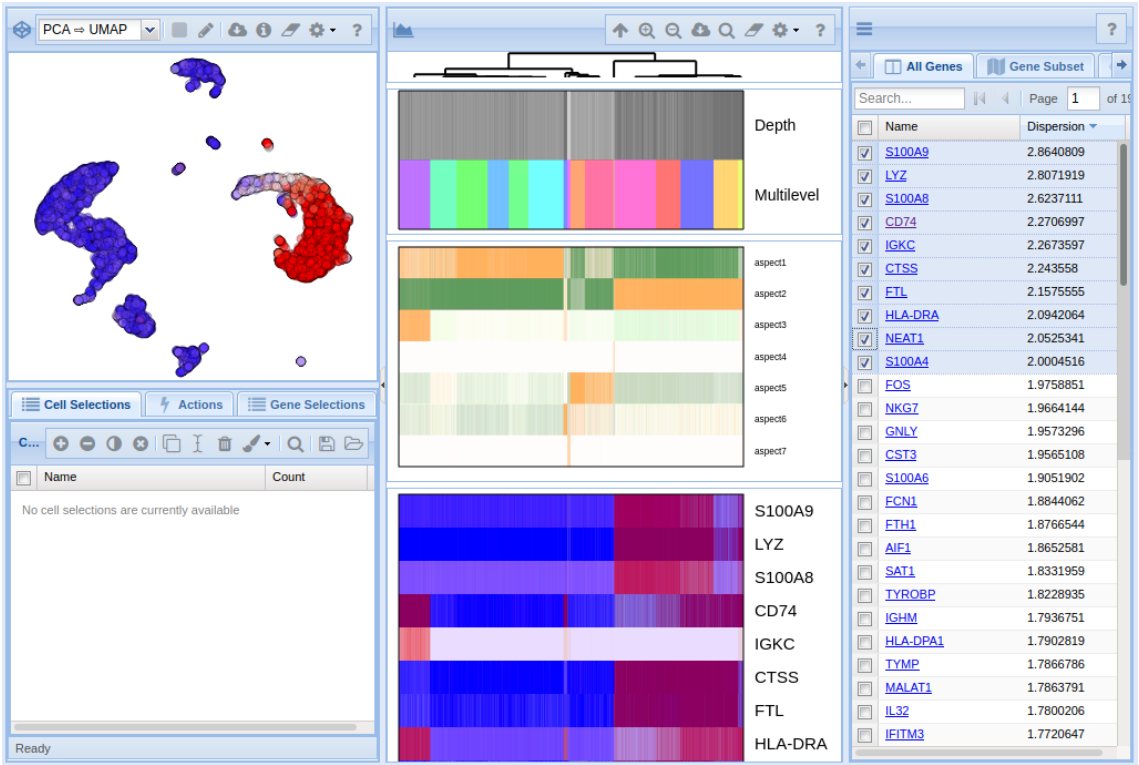 PCA ⇒ UMAP
?
?
?
All Genes
Gene Subset
Search...
Page 1 of 19
Name Dispersion
S100A9 2.8640809
LYZ 2.8071919
S100A8 2.6237111
CD74 2.2706997
IGKC 2.2673597
CTSS 2.243558
FTL 2.1575555
HLA-DRA 2.0942064
NEAT1 2.0525341
S100A4 2.0004516
FOS 1.9758851
NKG7 1.9664144
GNLY 1.9573296
CST3 1.9565108
S100A6 1.9051902
FCN1 1.8844062
FTH1 1.8766544
AIF1 1.8652581
SAT1 1.8331959
TYROBP 1.8228935
IGHM 1.7936751
HLA-DPA1 1.7902819
TYMP 1.7866786
MALAT1 1.7863791
IL32 1.7800206
IFITM3 1.7720647
Depth
Multilevel
aspect1
aspect2
aspect3
aspect4
aspect5
aspect6
aspect7
S100A9
LYZ
S100A8
CD74
IGKC
CTSS
FTL
HLA-DRA
Cell Selections
Actions
Gene Selections
C...
Name Count
No cell selections are currently available
Ready